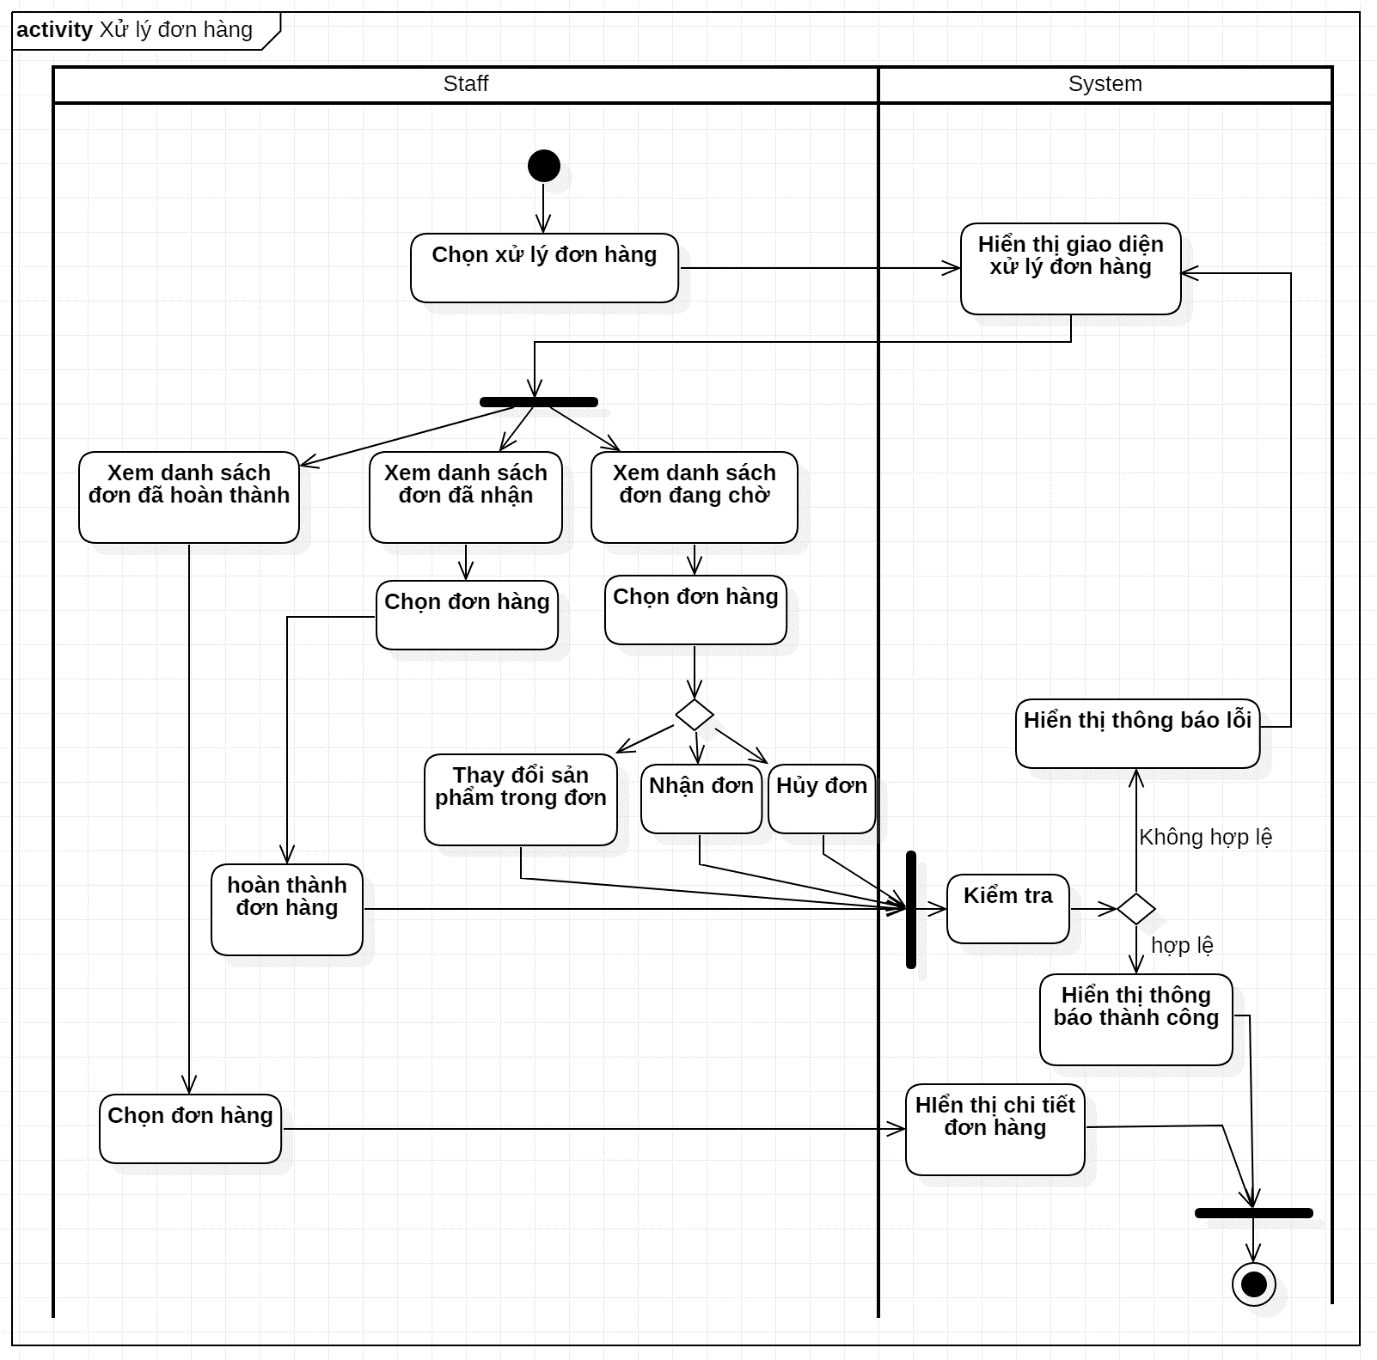 activity Xử lý đơn hàng
Staff
System
Chọn xử lý đơn hàng
Hiển thị giao diện
xử lý đơn hàng
Xem danh sách
đơn đã hoàn thành
Xem danh sách
đơn đã nhận
Xem danh sách
đơn đang chờ
Chọn đơn hàng
Chọn đơn hàng
Thay đổi sản
phẩm trong đơn
Nhận đơn
Hủy đơn
Hiển thị thông báo lỗi
Không hợp lệ
hoàn thành
đơn hàng
Kiểm tra
hợp lệ
Hiển thị thông
báo thành công
Chọn đơn hàng
HIển thị chi tiết
đơn hàng